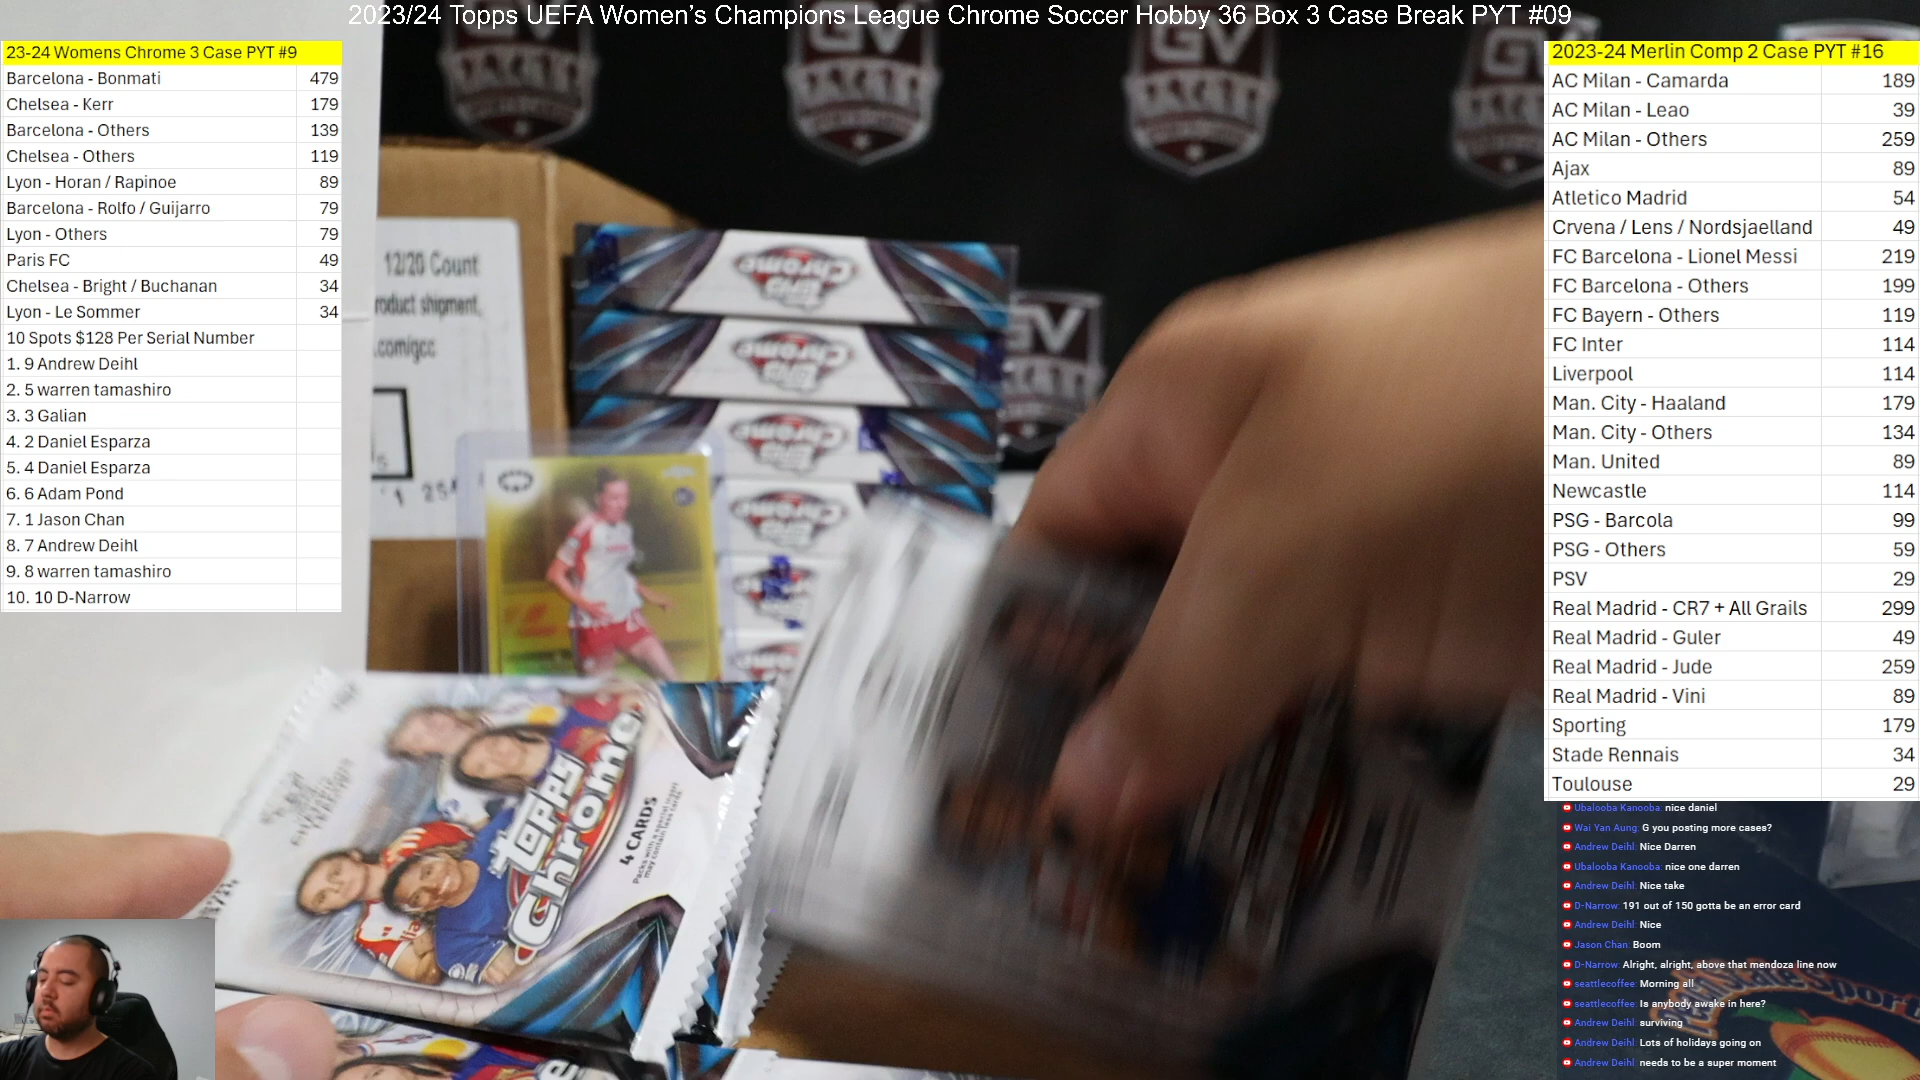 2023/24 Topps UEFA Women’s Champions League Chrome Soccer Hobby 36 Box 3 Case Break PYT #09
23-24 Womens Chrome 3 Case PYT #9
Barcelona - Bonmati 479
Chelsea - Kerr 179
Barcelona - Others 139
Chelsea - Others 119
Lyon - Horan / Rapinoe 89
Barcelona - Rolfo / Guijarro 79
Lyon - Others 79
Paris FC 49
Chelsea - Bright / Buchanan 34
Lyon - Le Sommer 34
10 Spots $128 Per Serial Number
1. 9 Andrew Deihl
2. 5 warren tamashiro
3. 3 Galian
4. 2 Daniel Esparza
5. 4 Daniel Esparza
6. 6 Adam Pond
7. 1 Jason Chan
8. 7 Andrew Deihl
9. 8 warren tamashiro
10. 10 D-Narrow
12/20 Count
product shipment,
Topps
Chrome
4 CARDS
2023-24 Merlin Comp 2 Case PYT #16
AC Milan - Camarda 189
AC Milan - Leao 39
AC Milan - Others 259
Ajax 89
Atletico Madrid 54
Crvena / Lens / Nordsjaelland 49
FC Barcelona - Lionel Messi 219
FC Barcelona - Others 199
FC Bayern - Others 119
FC Inter 114
Liverpool 114
Man. City - Haaland 179
Man. City - Others 134
Man. United 89
Newcastle 114
PSG - Barcola 99
PSG - Others 59
PSV 29
Real Madrid - CR7 + All Grails 299
Real Madrid - Guler 49
Real Madrid - Jude 259
Real Madrid - Vini 89
Sporting 179
Stade Rennais 34
Toulouse 29
Ubalooba Kanooba: nice daniel
Wai Yan Aung: G you posting more cases?
Andrew Deihl: Nice Darren
Ubalooba Kanooba: nice one darren
Andrew Deihl: Nice take
D-Narrow: 191 out of 150 gotta be an error card
Andrew Deihl: Nice
Jason Chan: Boom
D-Narrow: Alright, alright, above that mendoza line now
seattlecoffee: Morning all
seattlecoffee: Is anybody awake in here?
Andrew Deihl: surviving
Andrew Deihl: Lots of holidays going on
Andrew Deihl: needs to be a super moment